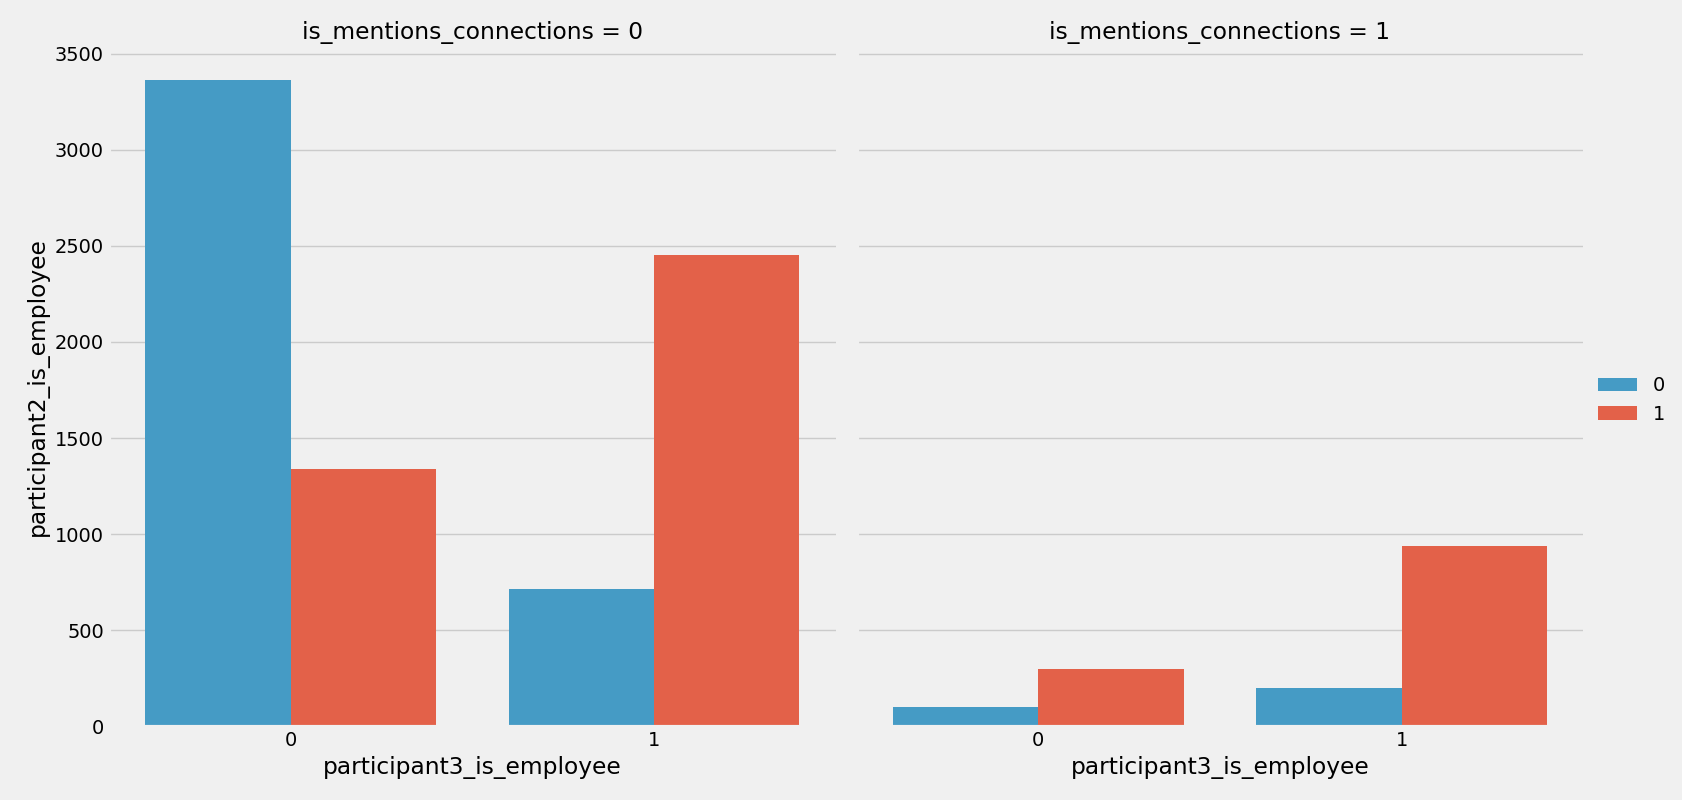 is_mentions_connections = 0
is_mentions_connections = 1
participant2_is_employee
3500
3000
2500
2000
1500
1000
500
0
0 1
participant3_is_employee
0 1
participant3_is_employee
0
1